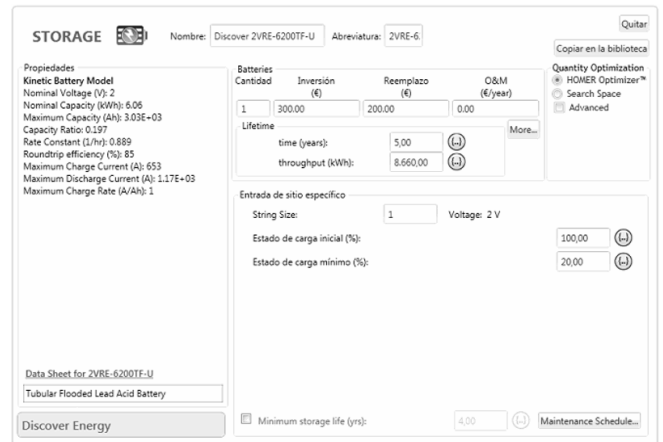 Quitar
STORAGE
Nombre: Discover 2VRE-6200TF-U Abreviatura: 2VRE-6.
Copiar en la biblioteca
Propiedades
Kinetic Battery Model
Nominal Voltage (V): 2
Nominal Capacity (kWh): 6.06
Maximum Capacity (Ah): 3.03E+03
Capacity Ratio: 0.197
Rate Constant (1/hr): 0.889
Roundtrip efficiency (%): 85
Maximum Charge Current (A): 653
Maximum Discharge Current (A): 1.17E+03
Maximum Charge Rate (A/Ah): 1
Data Sheet for 2VRE-6200TF-U
Tubular Flooded Lead Acid Battery
Discover Energy
Batteries
Cantidad Inversión Reemplazo O&M
(€) (€) (€/year)
1 300.00 200.00 0.00
Lifetime
More...
time (years): 5,00 (..)
throughput (kWh): 8.660,00 (..)
Quantity Optimization
HOMER Optimizer™
Search Space
Advanced
Entrada de sitio específico
String Size: 1 Voltage: 2 V
Estado de carga inicial (%): 100,00 (..)
Estado de carga mínimo (%): 20,00 (..)
Minimum storage life (yrs): 4,00 (..) Maintenance Schedule...